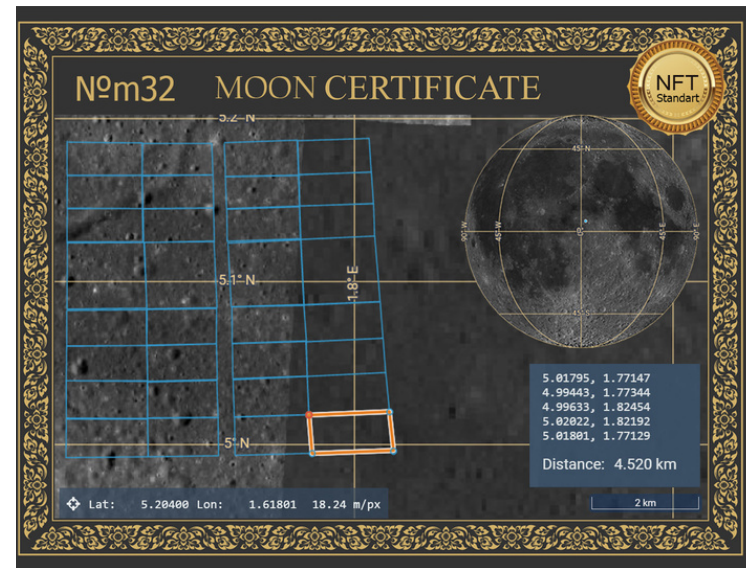 №m32
MOON CERTIFICATE
NFT
Standart
5.2° N
45° N
90° W
45° W
0°
45° E
90° E
5.1° N
1.8° E
45° S
5° N
5.01795, 1.77147
4.99443, 1.77344
4.99633, 1.82454
5.02022, 1.82192
5.01801, 1.77129
Distance: 4.520 km
Lat: 5.20400 Lon: 1.61801 18.24 m/px
2 km